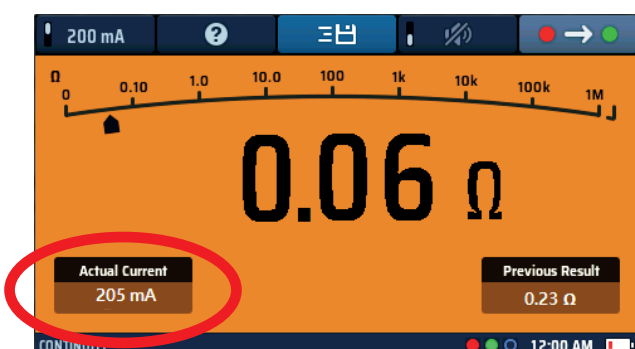 200 mA ?
Ω 0 0.10 1.0 10.0 100 1k 10k 100k 1M
0.06 Ω
Actual Current
205 mA
Previous Result
0.23 Ω
CONTINUITY 12:00 AM